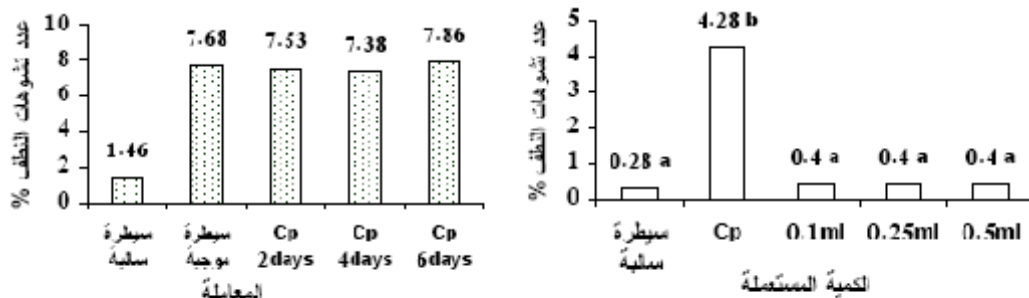 عدد تشوهات النطف %
10
8
6
4
2
0
1.46
7.68
7.53
7.38
7.86
سيطرة سالبة
سيطرة موجبة
Cp 2days
Cp 4days
Cp 6days
المعاملة
عدد تشوهات النطف %
5
4
3
2
1
0
0.28 a
4.28 b
0.4 a
0.4 a
0.4 a
سيطرة سالبة
Cp
0.1ml
0.25ml
0.5ml
الكمية المستعملة